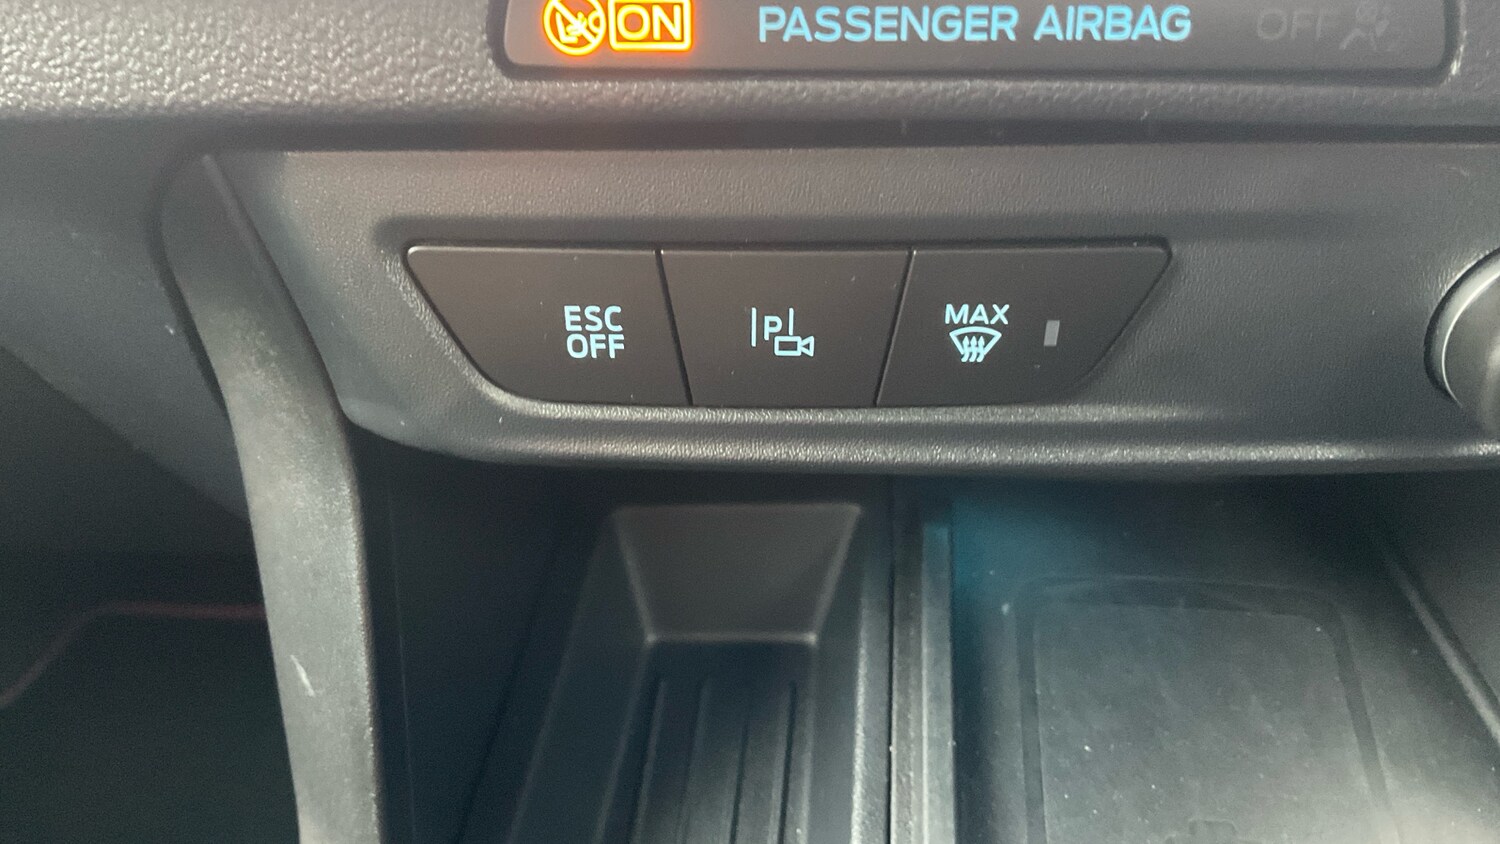 ON PASSENGER AIRBAG OFF
ESC
OFF
P
MAX